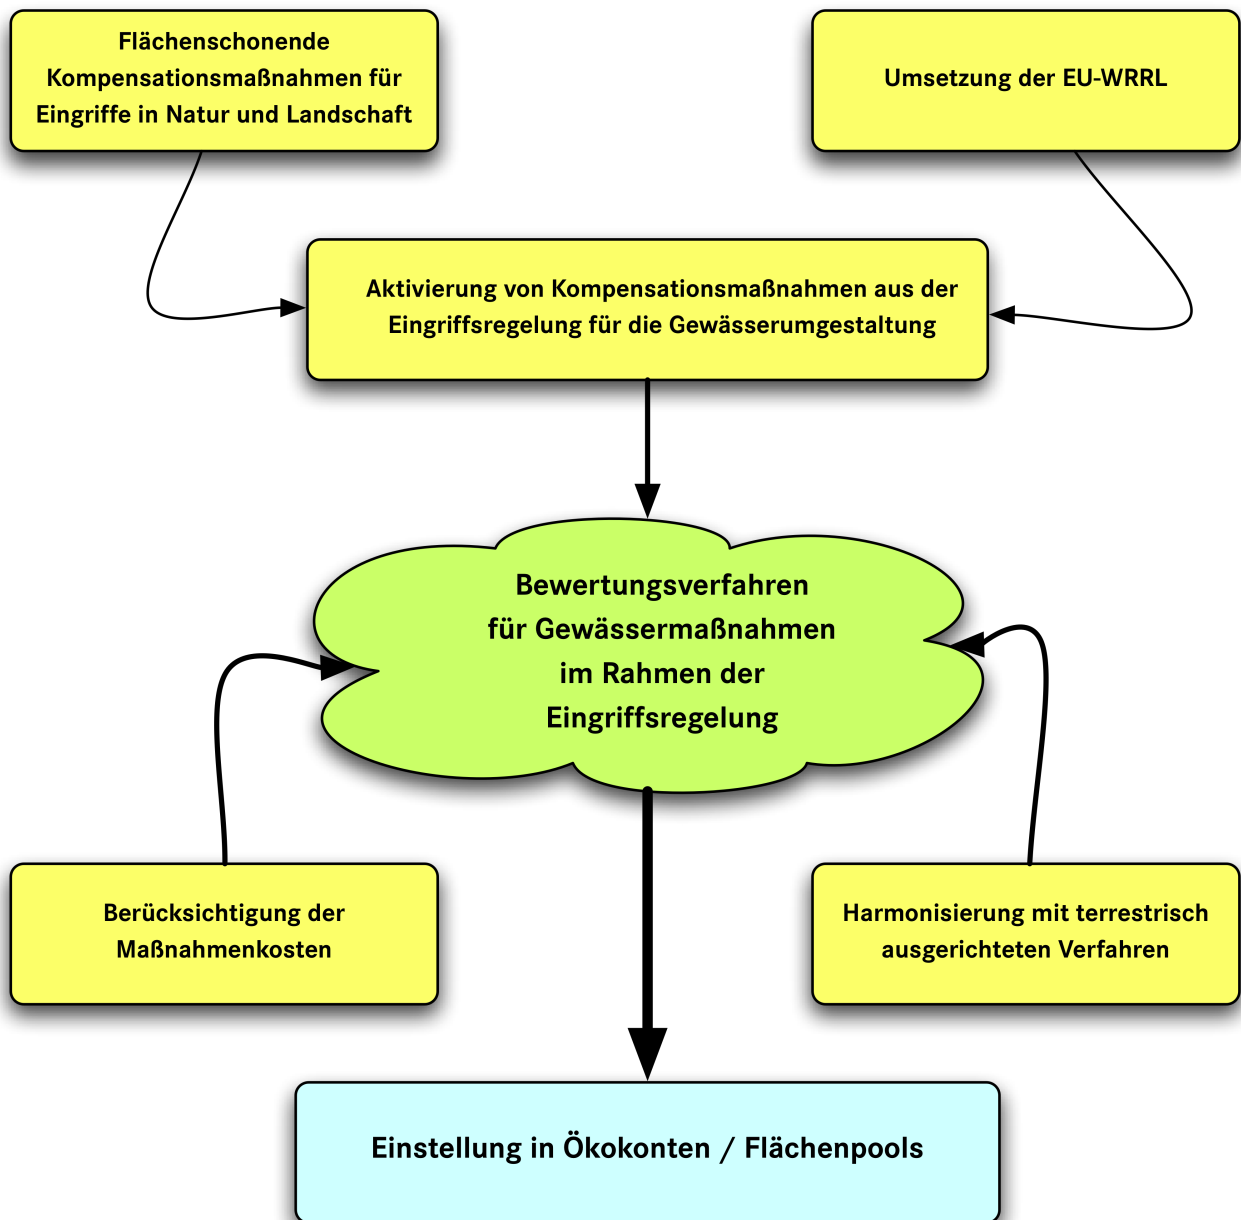 Flächenschonende
Kompensationsmaßnahmen für
Eingriffe in Natur und Landschaft
Umsetzung der EU-WRRL
Aktivierung von Kompensationsmaßnahmen aus der
Eingriffsregelung für die Gewässerumgestaltung
Bewertungsverfahren
für Gewässermaßnahmen
im Rahmen der
Eingriffsregelung
Berücksichtigung der
Maßnahmenkosten
Harmonisierung mit terrestrisch
ausgerichteten Verfahren
Einstellung in Ökokonten / Flächenpools